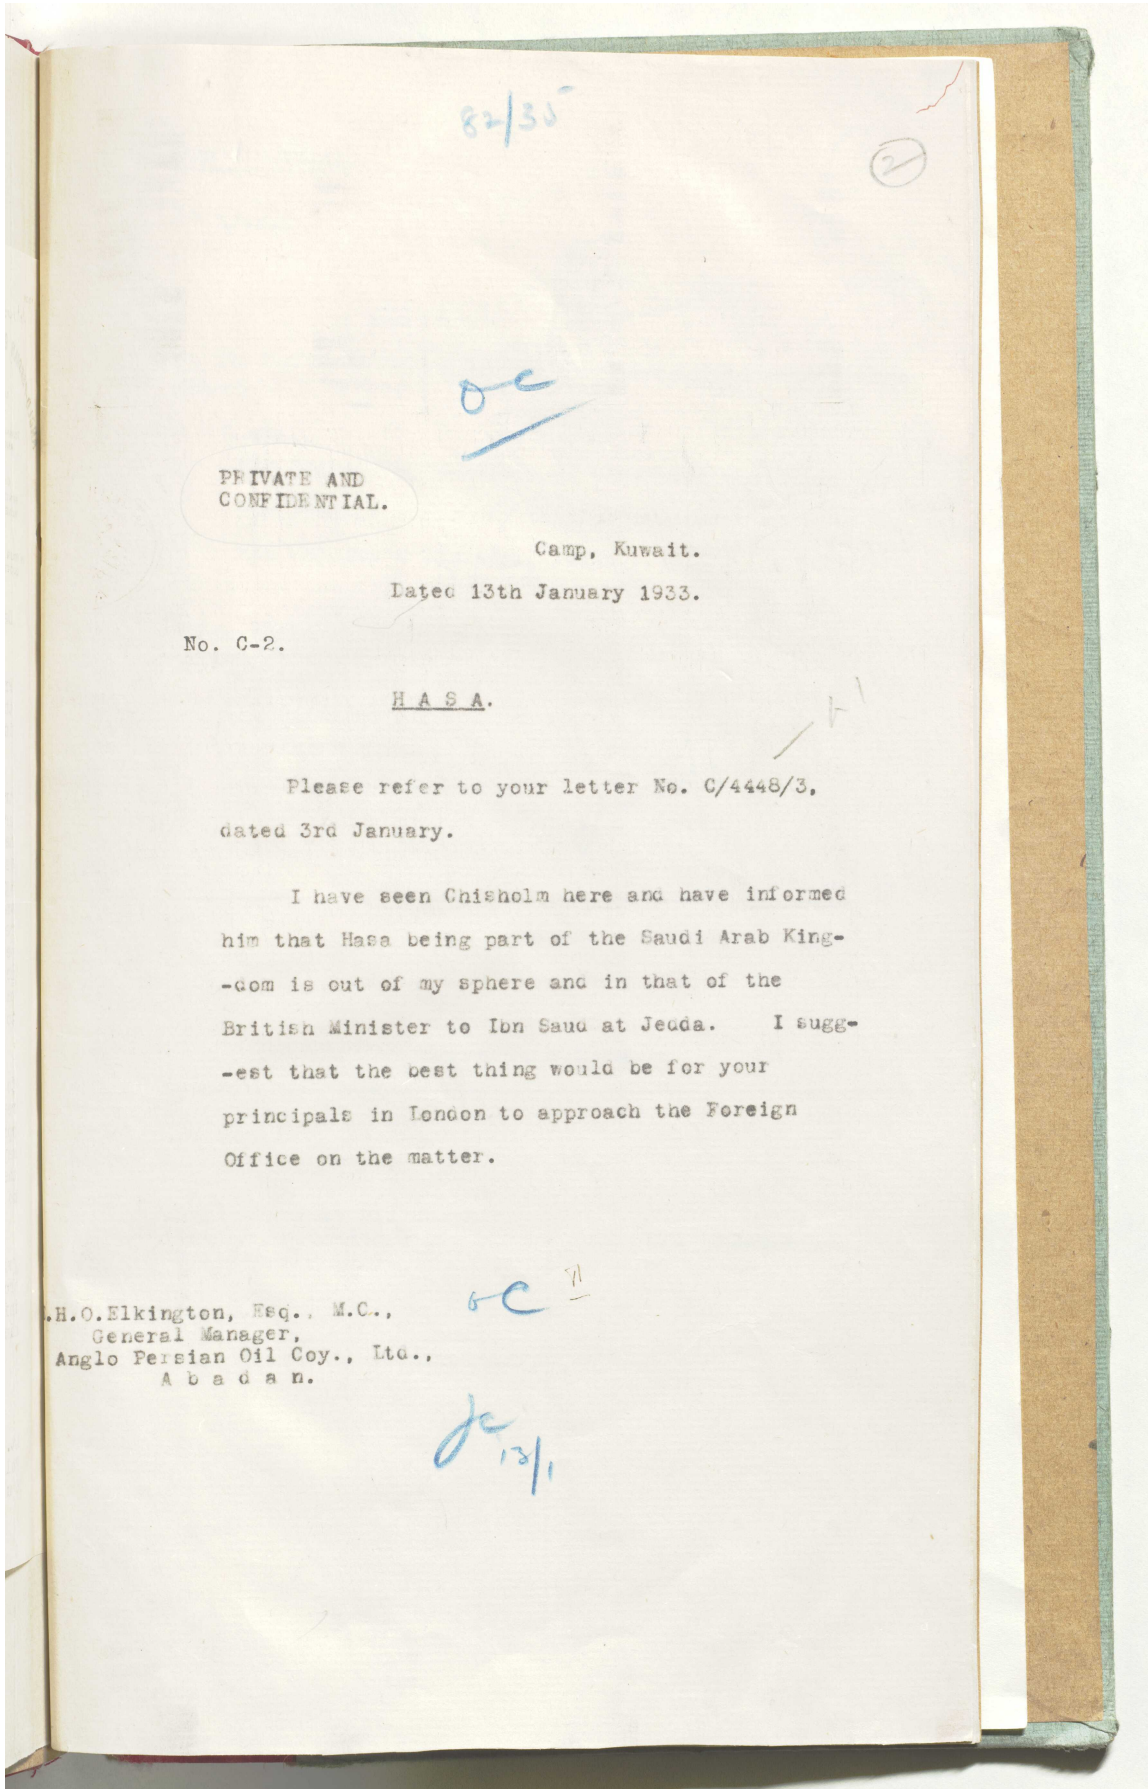 82/35
2
oc
PRIVATE AND
CONFIDENTIAL.
Camp, Kuwait.
Dated 13th January 1933.
No. C-2.
H A S A.
Please refer to your letter No. C/4448/3,
dated 3rd January.
I have seen Chisholm here and have informed
him that Hasa being part of the Saudi Arab King-
-dom is out of my sphere and in that of the
British Minister to Ibn Saud at Jedda. I sugg-
-est that the best thing would be for your
principals in London to approach the Foreign
Office on the matter.
oc
.H.O.Elkington, Esq., M.C.,
General Manager,
Anglo Persian Oil Coy., Ltd.,
A b a d a n.
13/1